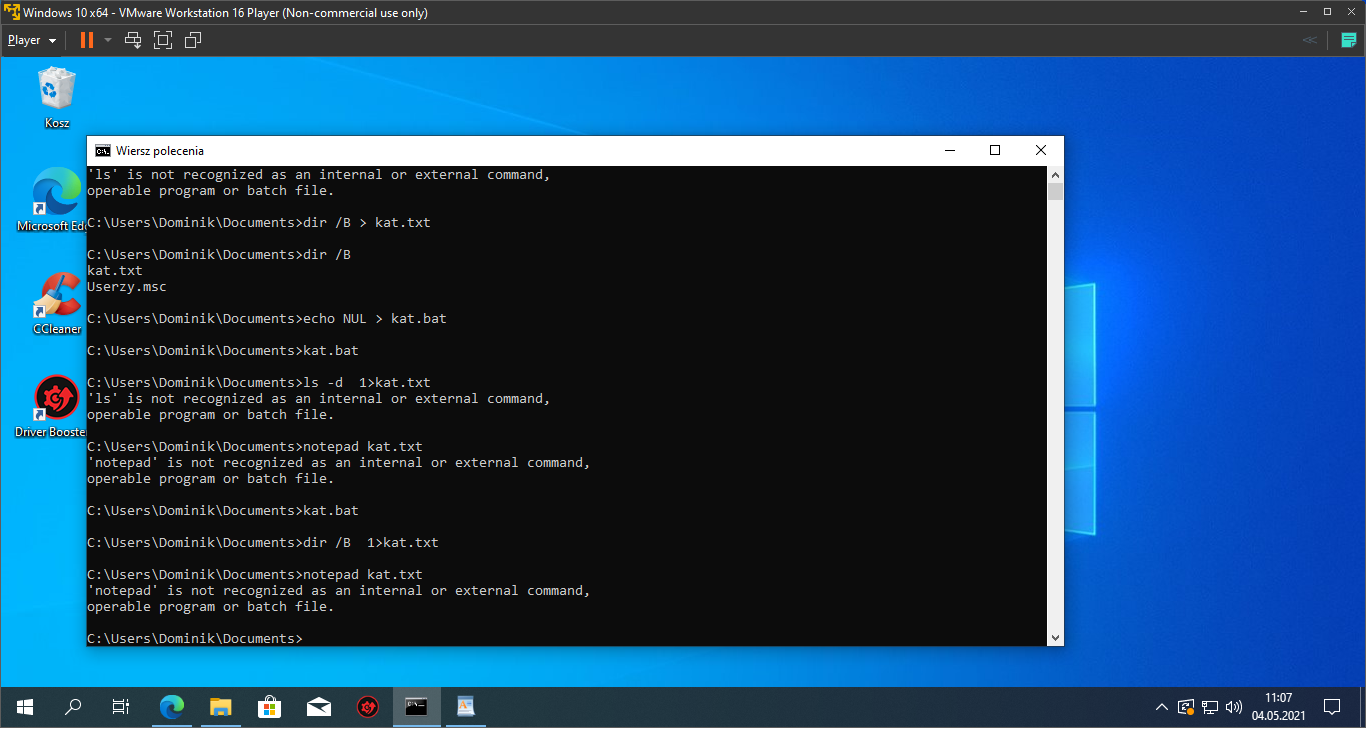 Windows 10 x64 - VMware Workstation 16 Player (Non-commercial use only)
Player
Kosz
Microsoft Ed
CCleaner
Driver Booste
Wiersz polecenia
'ls' is not recognized as an internal or external command,
operable program or batch file.
C:\Users\Dominik\Documents>dir /B > kat.txt
C:\Users\Dominik\Documents>dir /B
kat.txt
Userzy.msc
C:\Users\Dominik\Documents>echo NUL > kat.bat
C:\Users\Dominik\Documents>kat.bat
C:\Users\Dominik\Documents>ls -d  1>kat.txt
'ls' is not recognized as an internal or external command,
operable program or batch file.
C:\Users\Dominik\Documents>notepad kat.txt
'notepad' is not recognized as an internal or external command,
operable program or batch file.
C:\Users\Dominik\Documents>kat.bat
C:\Users\Dominik\Documents>dir /B  1>kat.txt
C:\Users\Dominik\Documents>notepad kat.txt
'notepad' is not recognized as an internal or external command,
operable program or batch file.
C:\Users\Dominik\Documents>
11:07
04.05.2021